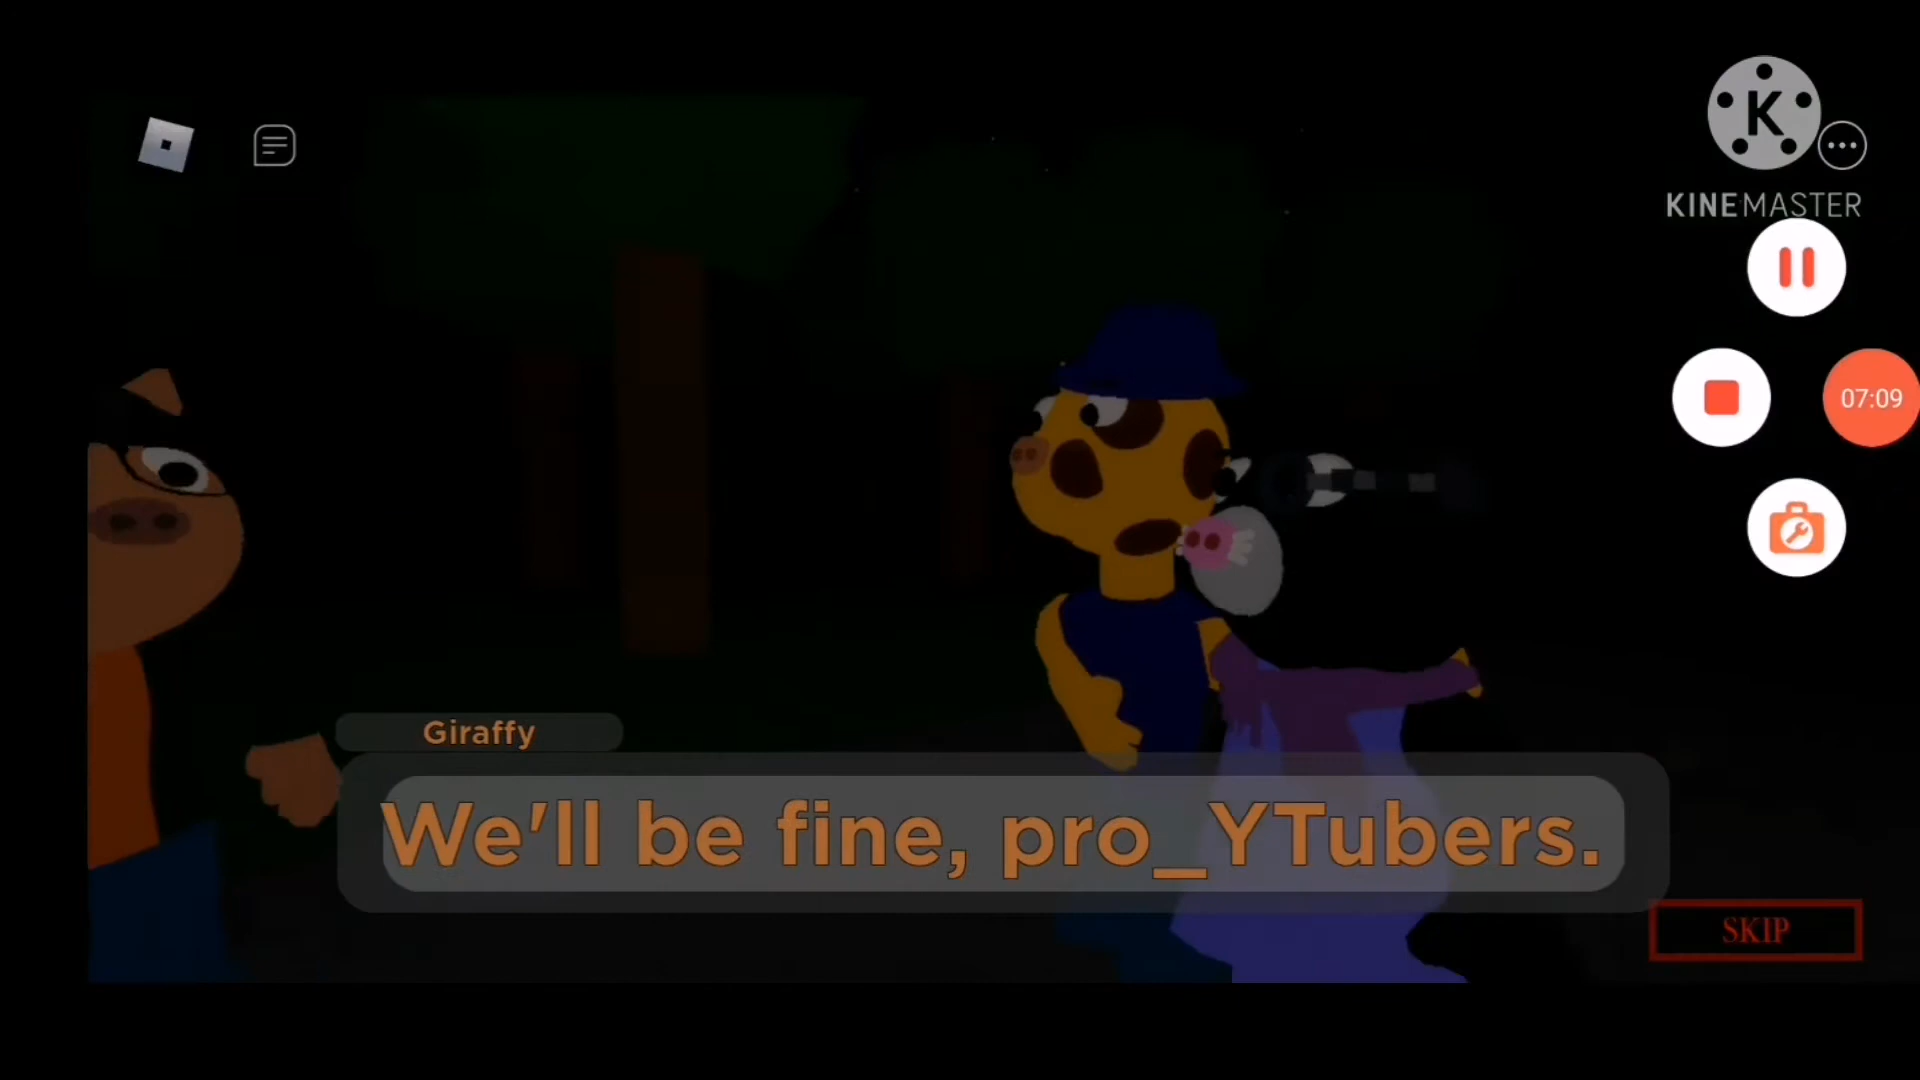 K
KINEMASTER
07:09
Giraffy
We'll be fine, pro_YTubers.
SKIP